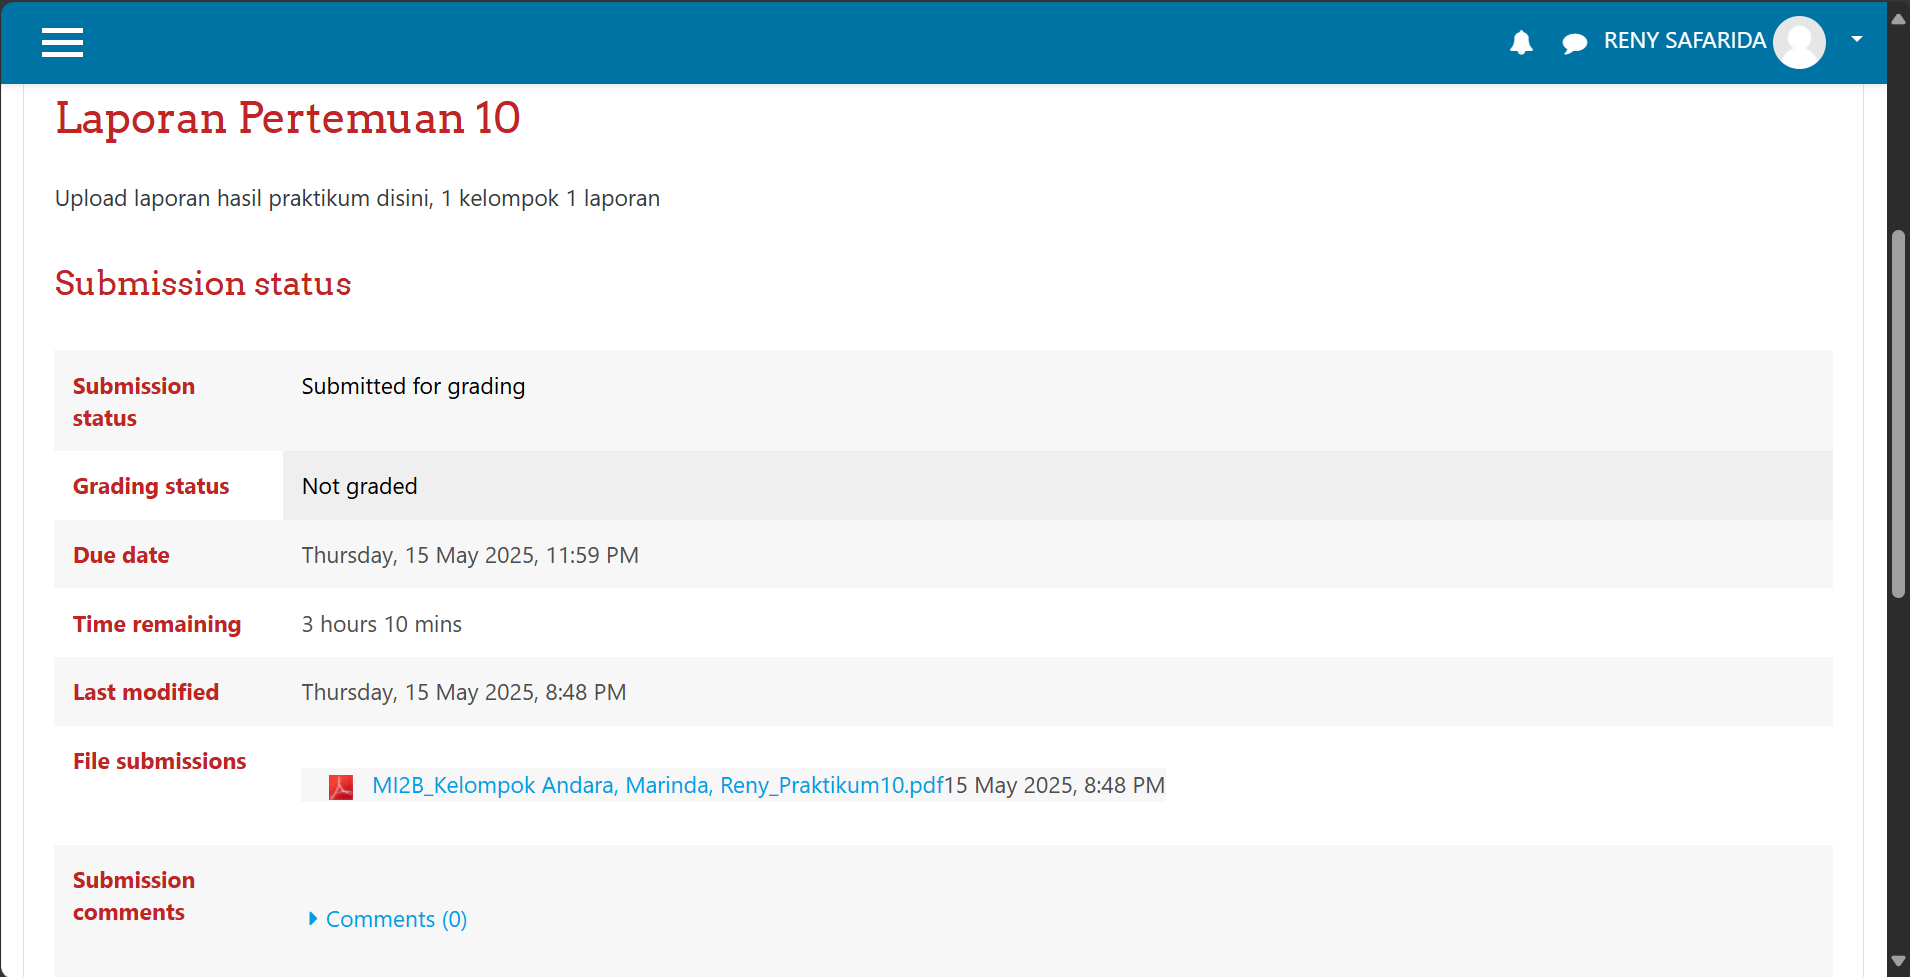 RENY SAFARIDA
Laporan Pertemuan 10
Upload laporan hasil praktikum disini, 1 kelompok 1 laporan
Submission status
Submission status
Submitted for grading
Grading status
Not graded
Due date
Thursday, 15 May 2025, 11:59 PM
Time remaining
3 hours 10 mins
Last modified
Thursday, 15 May 2025, 8:48 PM
File submissions
MI2B_Kelompok Andara, Marinda, Reny_Praktikum10.pdf15 May 2025, 8:48 PM
Submission comments
Comments (0)